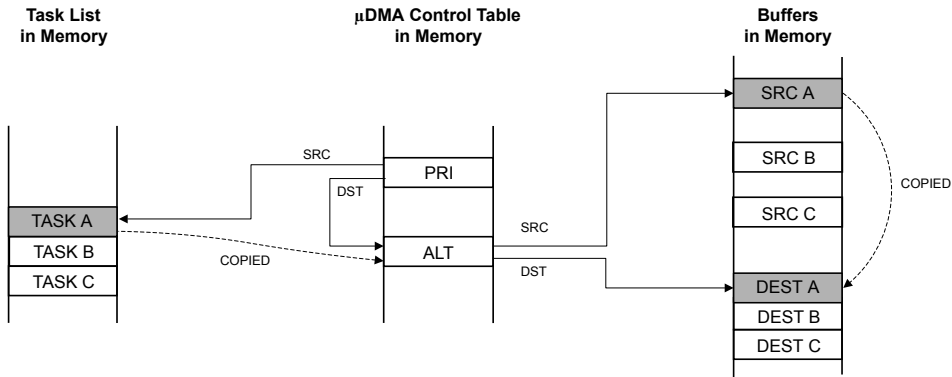 Task List
in Memory
μDMA Control Table
in Memory
Buffers
in Memory
SRC A
SRC
PRI
SRC B
DST
COPIED
SRC C
TASK A
SRC
TASK B
ALT
COPIED
DST
TASK C
DEST A
DEST B
DEST C